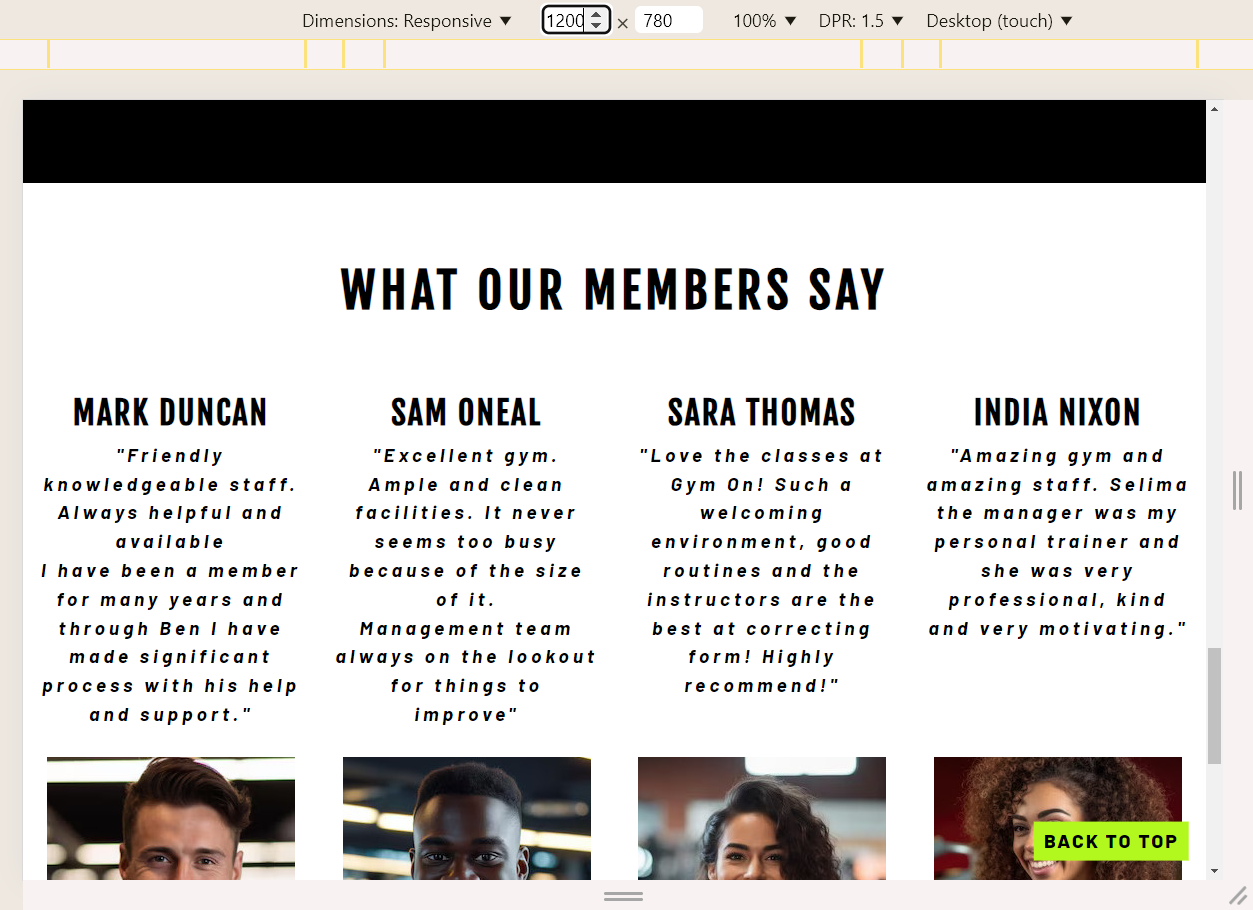 Dimensions: Responsive ▼ 1200 × 780 100% ▼ DPR: 1.5 ▼ Desktop (touch) ▼
WHAT OUR MEMBERS SAY
MARK DUNCAN
"Friendly
knowledgeable staff.
Always helpful and
available
I have been a member
for many years and
through Ben I have
made significant
process with his help
and support."
SAM ONEAL
"Excellent gym.
Ample and clean
facilities. It never
seems too busy
because of the size
of it.
Management team
always on the lookout
for things to
improve"
SARA THOMAS
"Love the classes at
Gym On! Such a
welcoming
environment, good
routines and the
instructors are the
best at correcting
form! Highly
recommend!"
INDIA NIXON
"Amazing gym and
amazing staff. Selima
the manager was my
personal trainer and
she was very
professional, kind
and very motivating."
BACK TO TOP